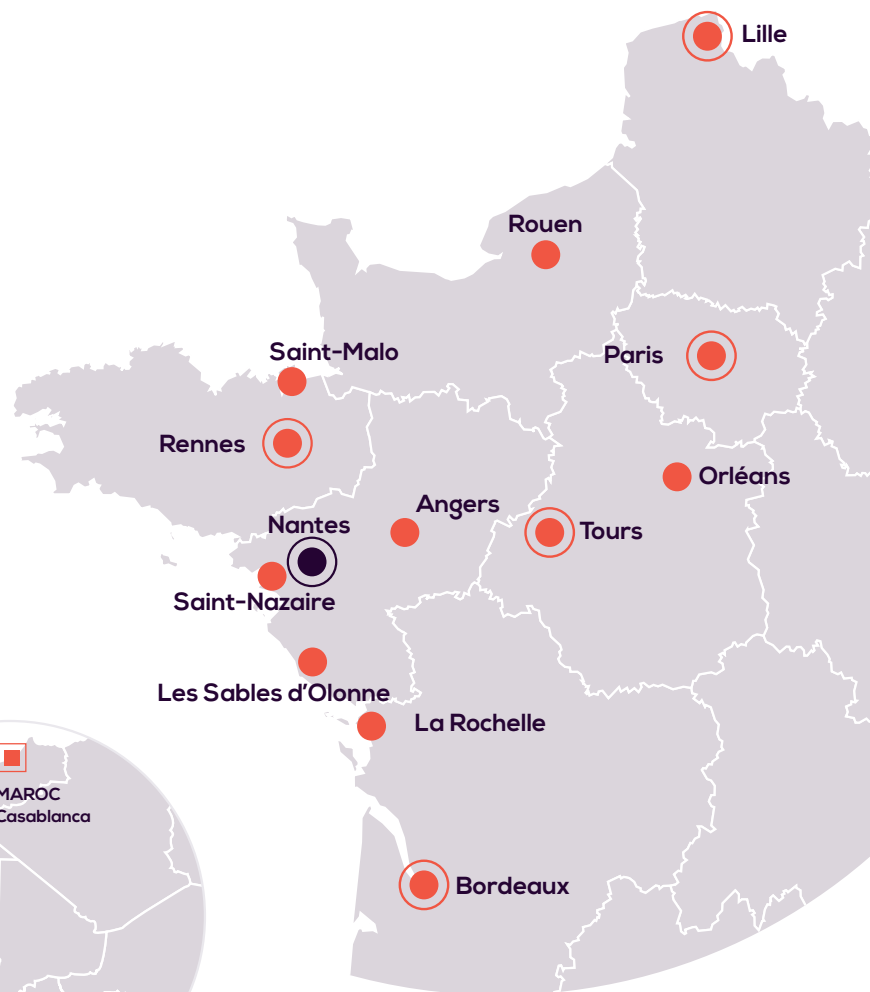 Lille
Rouen
Saint-Malo
Paris
Rennes
Orléans
Angers
Nantes
Tours
Saint-Nazaire
Les Sables d'Olonne
La Rochelle
MAROC
Casablanca
Bordeaux